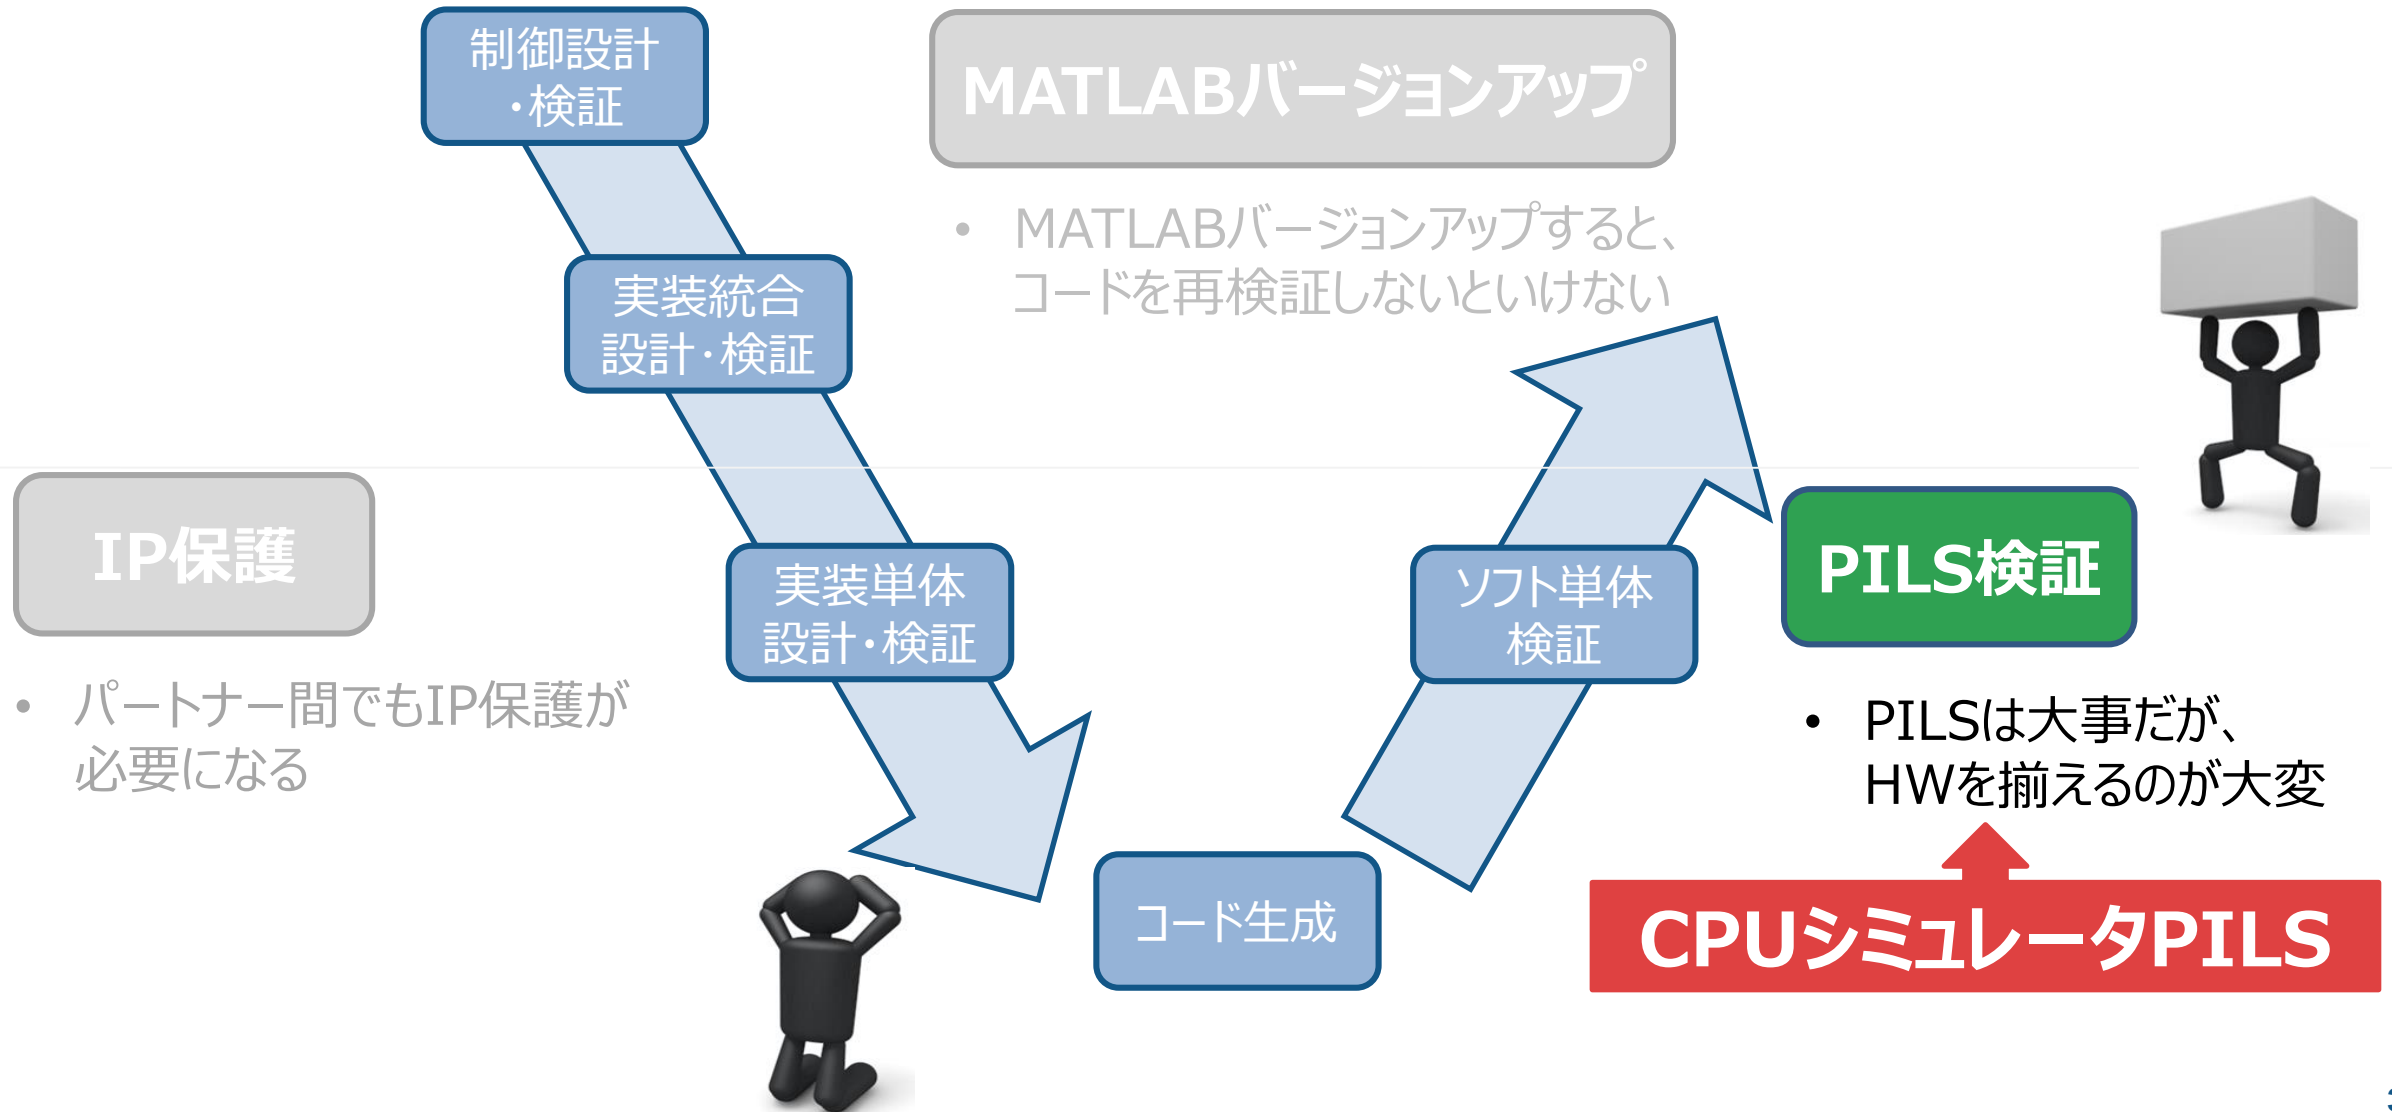 制御設計
・検証
MATLABバージョンアップ
• MATLABバージョンアップすると、
コードを再検証しないといけない
実装統合
設計・検証
IP保護
• パートナー間でもIP保護が
必要になる
実装単体
設計・検証
コード生成
ソフト単体
検証
PILS検証
• PILSは大事だが、
HWを揃えるのが大変
CPUシミュレータPILS